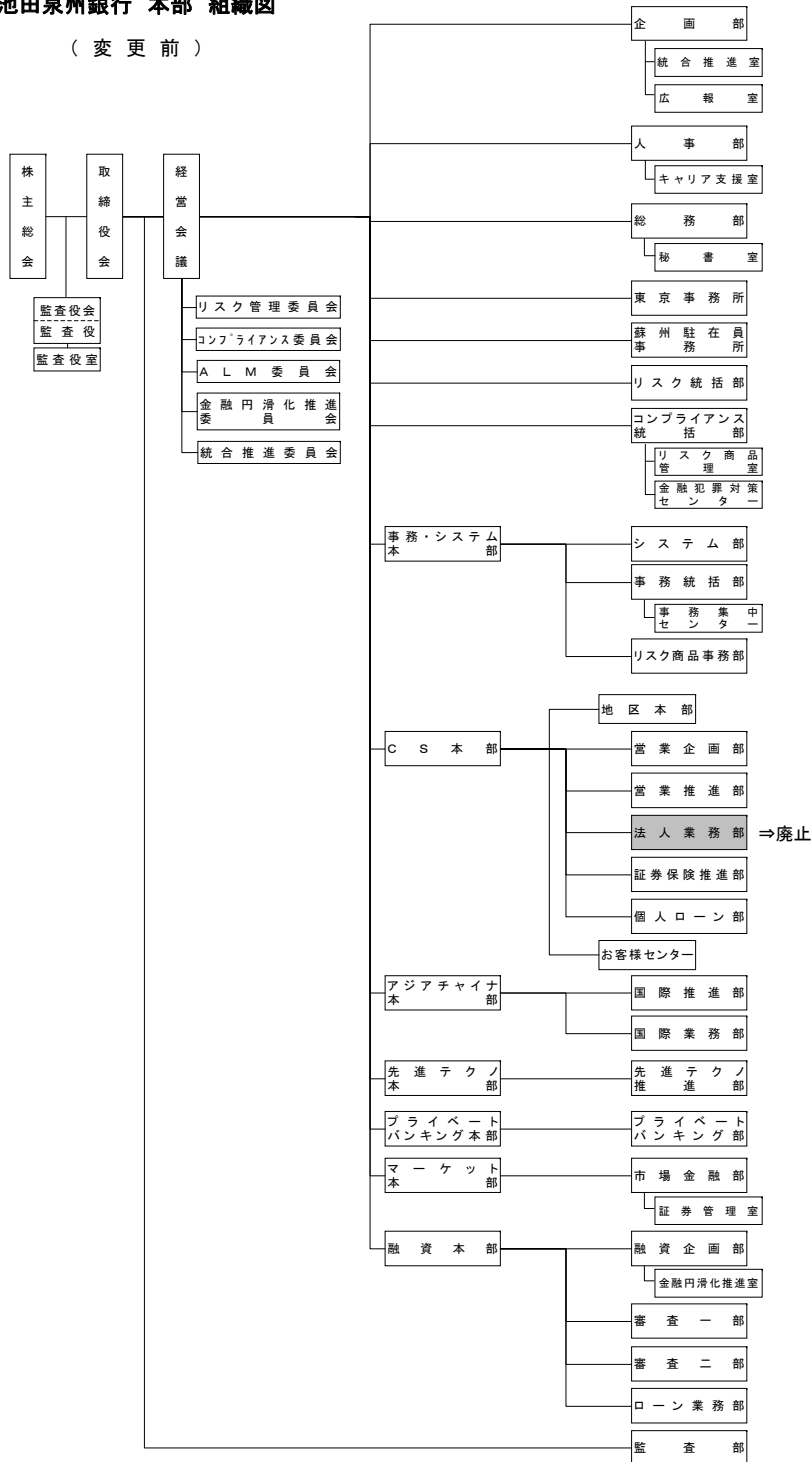 池田泉州銀行 本部 組織図
（変更前）
株主総会
取締役会
経営会議
監査役会
監査役
監査役室
リスク管理委員会
コンプライアンス委員会
ＡＬＭ委員会
金融円滑化推進
委員会
統合推進委員会
企画部
統合推進室
広報室
人事部
キャリア支援室
総務部
秘書室
東京事務所
蘇州駐在員
事務所
リスク統括部
コンプライアンス
統括部
リスク商品
管理室
金融犯罪対策
センター
事務・システム
本部
システム部
事務統括部
事務集中
センター
リスク商品事務部
地区本部
ＣＳ本部
営業企画部
営業推進部
法人業務部 ⇒廃止
証券保険推進部
個人ローン部
お客様センター
アジアチャイナ
本部
国際推進部
国際業務部
先進テクノ
本部
先進テクノ
推進部
プライベート
バンキング本部
プライベート
バンキング部
マーケット
本部
市場金融部
証券管理室
融資本部
融資企画部
金融円滑化推進室
審査一部
審査二部
ローン業務部
監査部